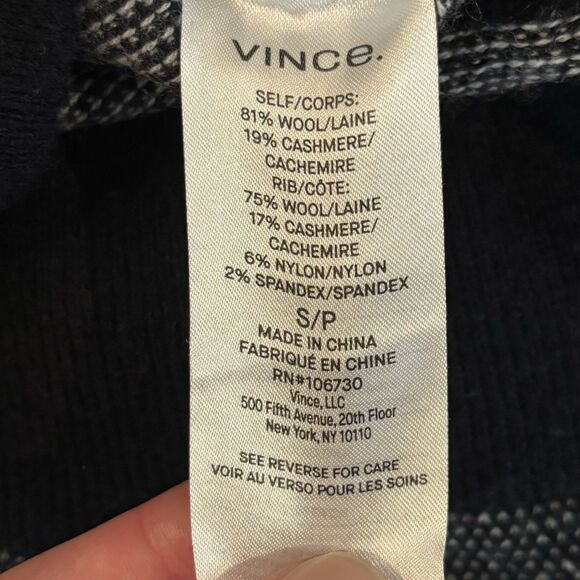 VINCe.
SELF/CORPS:
81% WOOL/LAINE
19% CASHMERE/
CACHEMIRE
RIB/CÔTE:
75% WOOL/LAINE
17% CASHMERE/
CACHEMIRE
6% NYLON/NYLON
2% SPANDEX/SPANDEX
S/P
MADE IN CHINA
FABRIQUÉ EN CHINE
RN#106730
Vince, LLC
500 Fifth Avenue, 20th Floor
New York, NY 10110
SEE REVERSE FOR CARE
VOIR AU VERSO POUR LES SOINS